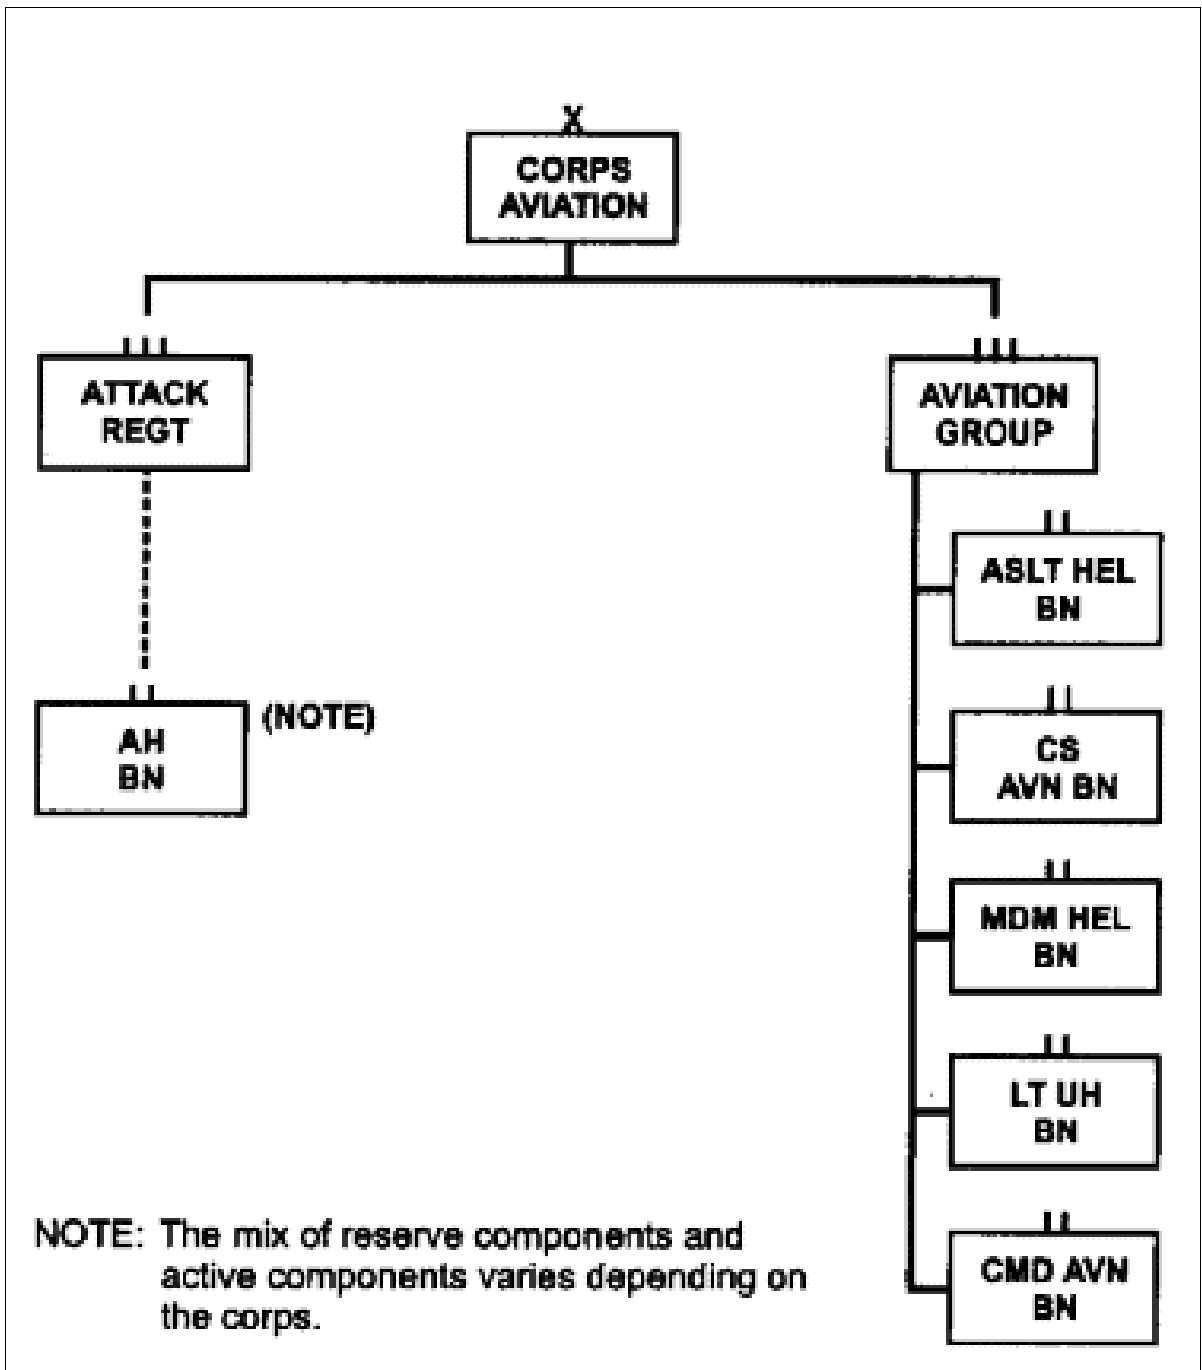 X
CORPS
AVIATION
III
ATTACK
REGT
III
AVIATION
GROUP
II
ASLT HEL
BN
II
AH
BN
(NOTE)
II
CS
AVN BN
II
MDM HEL
BN
II
LT UH
BN
II
CMD AVN
BN
NOTE: The mix of reserve components and
active components varies depending on
the corps.